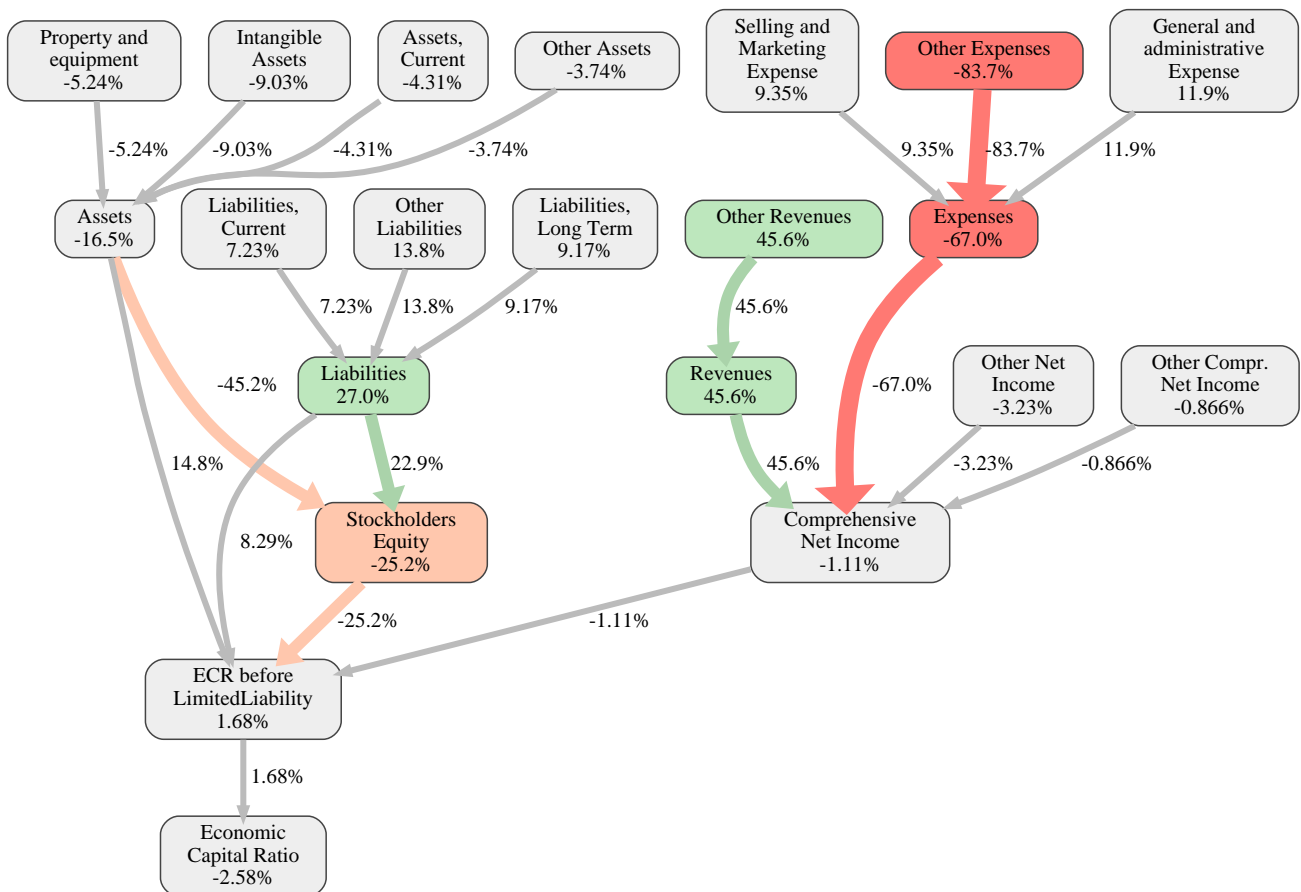 Property and
equipment
-5.24%
Intangible
Assets
-9.03%
Assets,
Current
-4.31%
Other Assets
-3.74%
Selling and
Marketing
Expense
9.35%
Other Expenses
-83.7%
General and
administrative
Expense
11.9%
-5.24%
-9.03%
-4.31%
-3.74%
9.35%
-83.7%
11.9%
Assets
-16.5%
Liabilities,
Current
7.23%
Other
Liabilities
13.8%
Liabilities,
Long Term
9.17%
Other Revenues
45.6%
Expenses
-67.0%
7.23%
13.8%
9.17%
45.6%
-45.2%
Liabilities
27.0%
Revenues
45.6%
-67.0%
Other Net
Income
-3.23%
Other Compr.
Net Income
-0.866%
14.8%
22.9%
45.6%
-3.23%
-0.866%
8.29%
Stockholders
Equity
-25.2%
Comprehensive
Net Income
-1.11%
-25.2%
-1.11%
ECR before
LimitedLiability
1.68%
1.68%
Economic
Capital Ratio
-2.58%